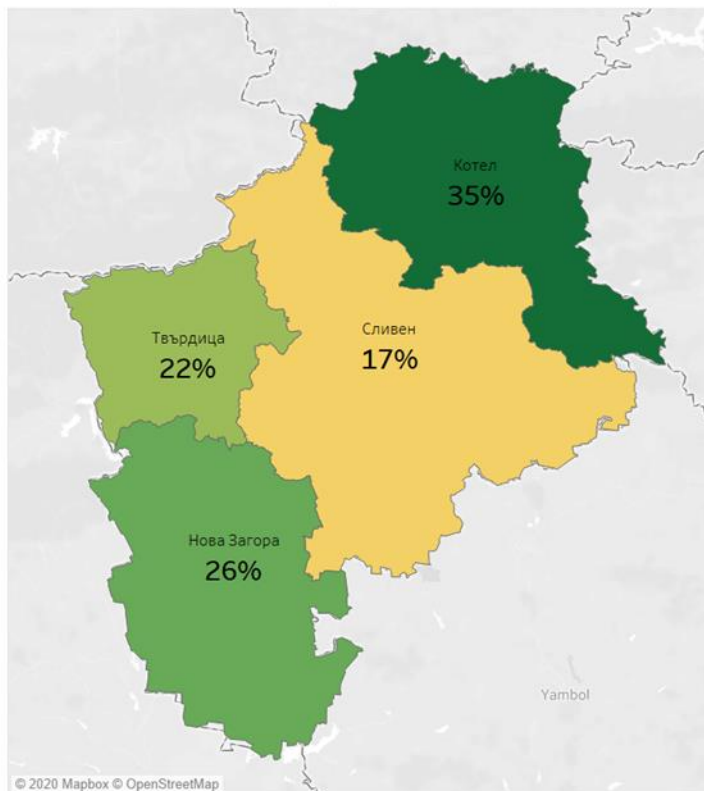 Котел
35%
Сливен
17%
Твърдица
22%
Нова Загора
26%
Yambol
© 2020 Mapbox © OpenStreetMap